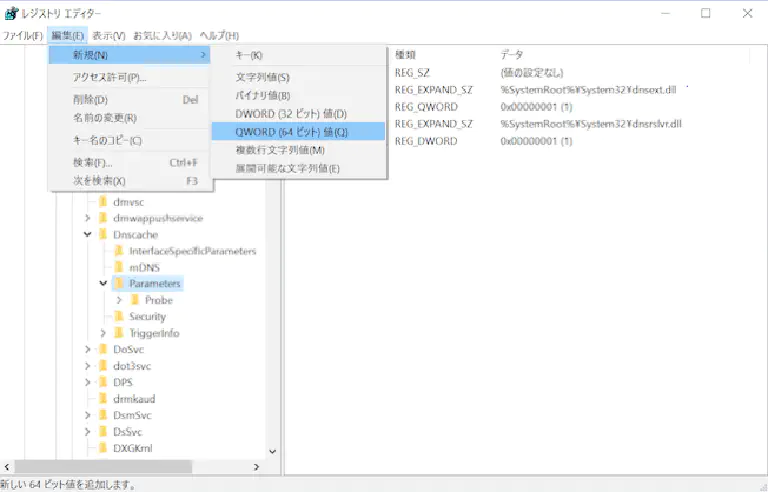 レジストリ エディター
ファイル(F) 編集(E) 表示(V) お気に入り(A) ヘルプ(H)
新規(N)
アクセス許可(P)...
削除(D) Del
名前の変更(R)
キー名のコピー(C)
検索(F)... Ctrl+F
次を検索(X) F3
キー(K)
文字列値(S)
バイナリ値(B)
DWORD (32 ビット) 値(D)
QWORD (64 ビット) 値(Q)
複数行文字列値(M)
展開可能な文字列値(E)
種類 データ
REG_SZ (値の設定なし)
REG_EXPAND_SZ %SystemRoot%¥System32¥dnsext.dll
REG_QWORD 0x00000001 (1)
REG_EXPAND_SZ %SystemRoot%¥System32¥dnsrslvr.dll
REG_DWORD 0x00000001 (1)
dmvsc
dmwappushservice
Dnscache
InterfaceSpecificParameters
mDNS
Parameters
Probe
Security
TriggerInfo
DoSvc
dot3svc
DPS
drmkaud
DsmSvc
DsSvc
DXGKrnl
新しい 64 ビット値を追加します。